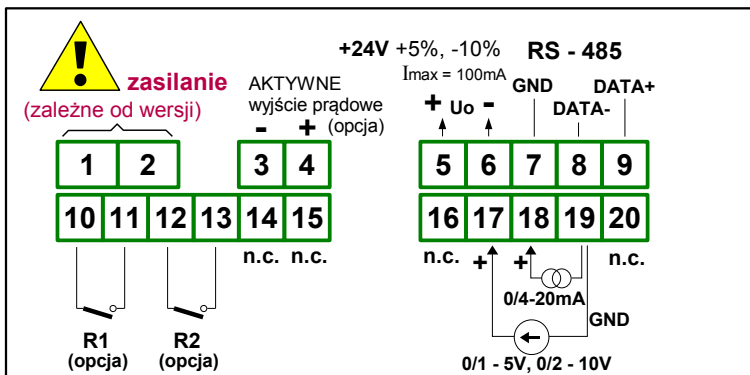 zasilanie
(zależne od wersji)
AKTYWNE
wyjście prądowe
- + (opcja)
+24V +5%, -10%
Imax = 100mA
+ Uo -
RS - 485
GND
DATA-
DATA+
1 2 3 4 5 6 7 8 9
10 11 12 13 14 15 16 17 18 19 20
n.c. n.c. n.c. + + n.c.
0/4-20mA
GND
R1
(opcja)
R2
(opcja)
0/1 - 5V, 0/2 - 10V